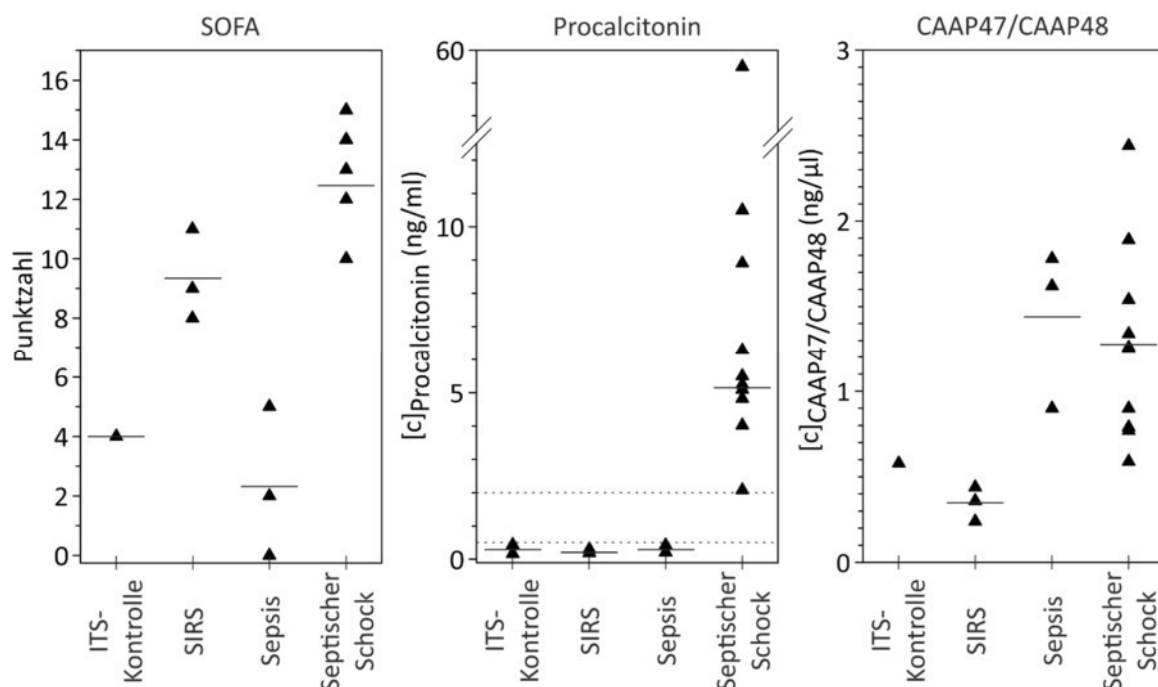 SOFA
Punktzahl
16
14
12
10
8
6
4
2
0
ITS-
Kontrolle
SIRS
Sepsis
Septischer
Schock
Procalcitonin
[c]Procalcitonin (ng/ml)
60
10
5
0
ITS-
Kontrolle
SIRS
Sepsis
Septischer
Schock
CAAP47/CAAP48
[c]CAAP47/CAAP48 (ng/µl)
3
2
1
0
ITS-
Kontrolle
SIRS
Sepsis
Septischer
Schock